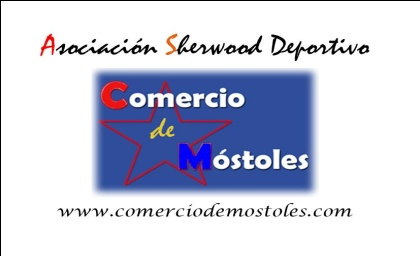 Asociación Sherwood Deportivo
Comercio
de
Móstoles
www.comerciodemostoles.com